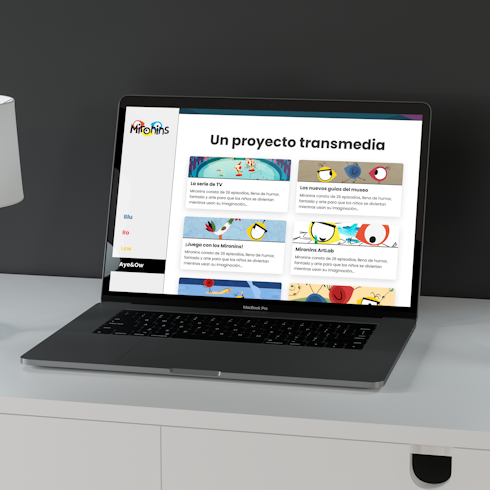 Mironins
Un proyecto transmedia
La serie de TV
Mironins consta de 26 episodios, llena de humor,
fantasía y arte para que los niños se diviertan
mientras usan su imaginación...
Los nuevos guías del museo
Mironins consta de 26 episodios, llena de humor,
fantasía y arte para que los niños se diviertan
mientras usan su imaginación...
Blu
Ro
Low
Aye&Ow
¡Juega con los Mironins!
Mironins consta de 26 episodios, llena de humor,
fantasía y arte para que los niños se diviertan
mientras usan su imaginación...
Mironins ArtLab
Mironins consta de 26 episodios, llena de humor,
fantasía y arte para que los niños se diviertan
mientras usan su imaginación...
MacBook Pro